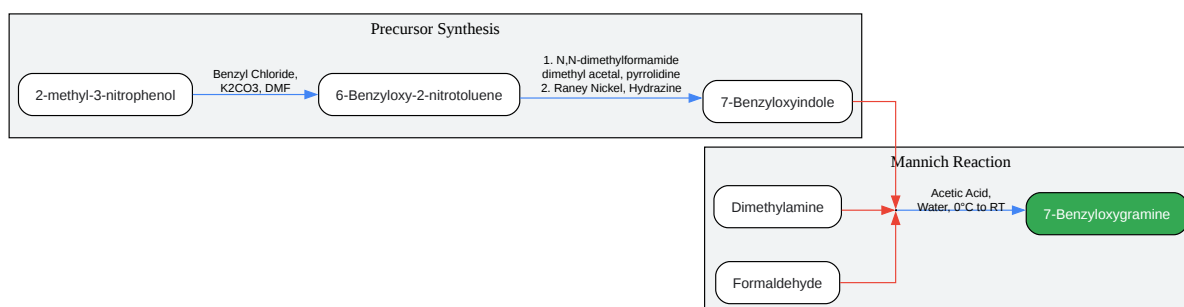 Precursor Synthesis
2-methyl-3-nitrophenol
Benzyl Chloride,
K2CO3, DMF
6-Benzyloxy-2-nitrotoluene
1. N,N-dimethylformamide
dimethyl acetal, pyrrolidine
2. Raney Nickel, Hydrazine
7-Benzyloxyindole
Mannich Reaction
Dimethylamine
Formaldehyde
Acetic Acid,
Water, 0°C to RT
7-Benzyloxygramine